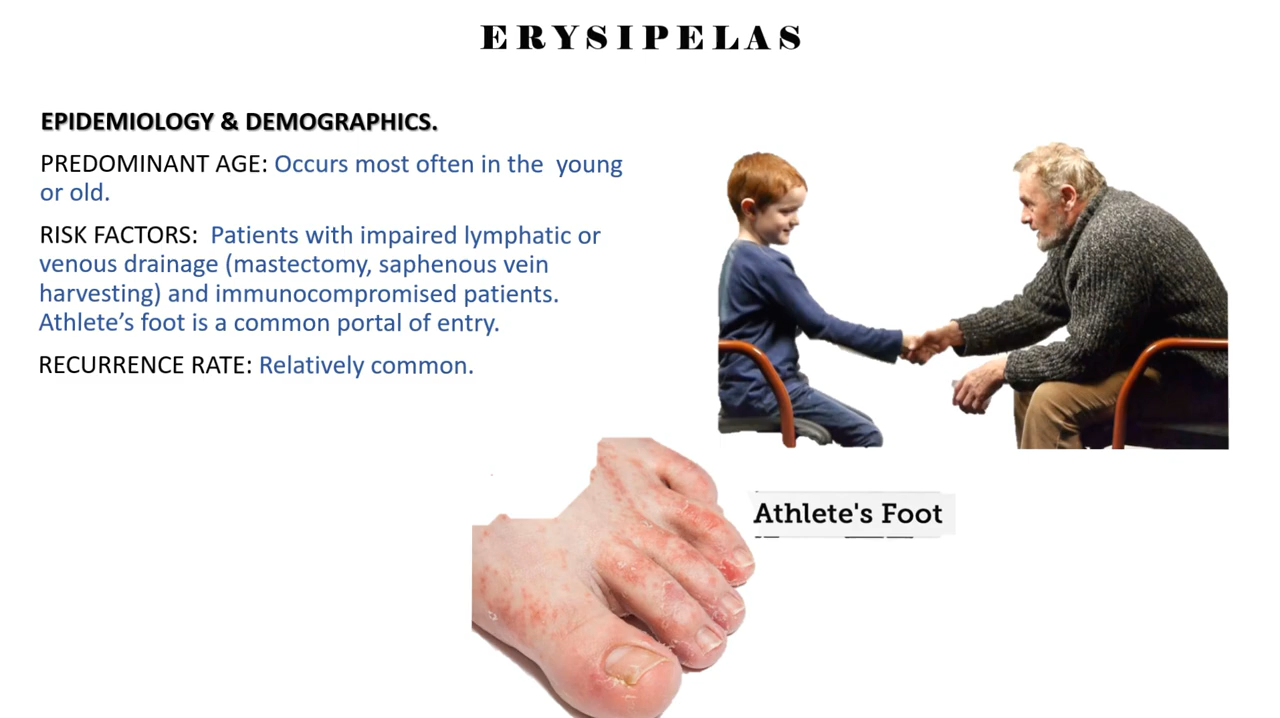 ERYSIPELAS
EPIDEMIOLOGY & DEMOGRAPHICS.
PREDOMINANT AGE: Occurs most often in the young
or old.
RISK FACTORS: Patients with impaired lymphatic or
venous drainage (mastectomy, saphenous vein
harvesting) and immunocompromised patients.
Athlete’s foot is a common portal of entry.
RECURRENCE RATE: Relatively common.
Athlete's Foot